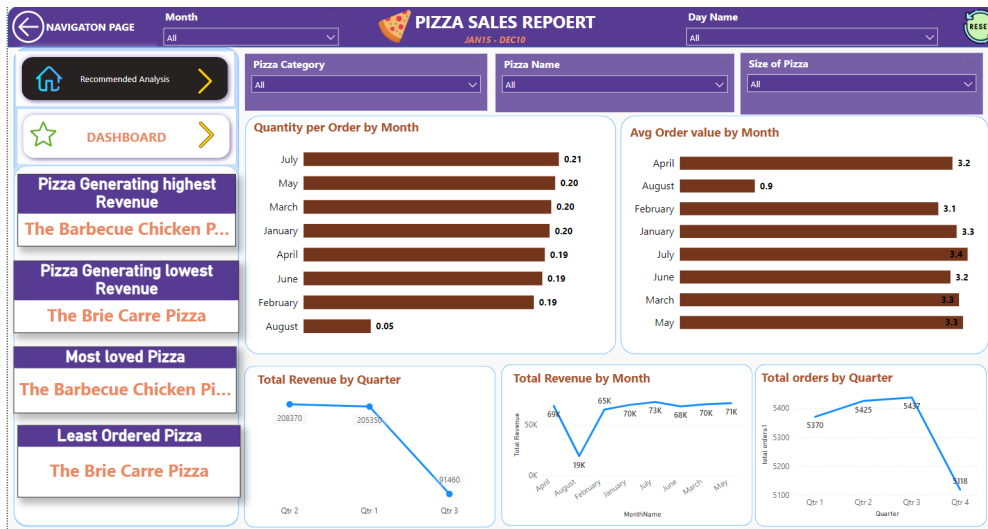 NAVIGATON PAGE
Month
All
PIZZA SALES REPOERT
JAN15 - DEC10
Day Name
All
RESE
Recommended Analysis
DASHBOARD
Pizza Category
All
Pizza Name
All
Size of Pizza
All
Pizza Generating highest
Revenue
The Barbecue Chicken P...
Pizza Generating lowest
Revenue
The Brie Carre Pizza
Most loved Pizza
The Barbecue Chicken Pi...
Least Ordered Pizza
The Brie Carre Pizza
Quantity per Order by Month
July 0.21
May 0.20
March 0.20
January 0.20
April 0.19
June 0.19
February 0.19
August 0.05
Avg Order value by Month
April 3.2
August 0.9
February 3.1
January 3.3
July 3.4
June 3.2
March 3.3
May 3.3
Total Revenue by Quarter
208370
205350
91460
Qtr 2 Qtr 1 Qtr 3
Total Revenue by Month
Total Revenue
50K
0K
69K 19K 65K 70K 73K 68K 70K 71K
April August February January July June March May
MonthName
Total orders by Quarter
total orders1
5400
5300
5200
5100
5370 5425 5437 5118
Qtr 1 Qtr 2 Qtr 3 Qtr 4
Quarter